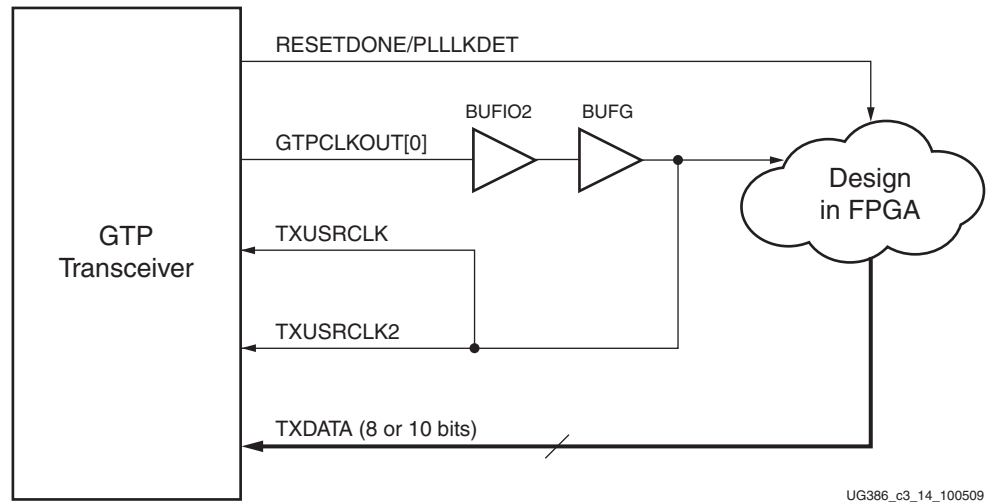 RESETDONE/PLLLKDET
BUFIO2
BUFG
GTPCLKOUT[0]
Design
in FPGA
GTP
Transceiver
TXUSRCLK
TXUSRCLK2
TXDATA (8 or 10 bits)
UG386_c3_14_100509